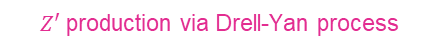 Z′ production via Drell-Yan process